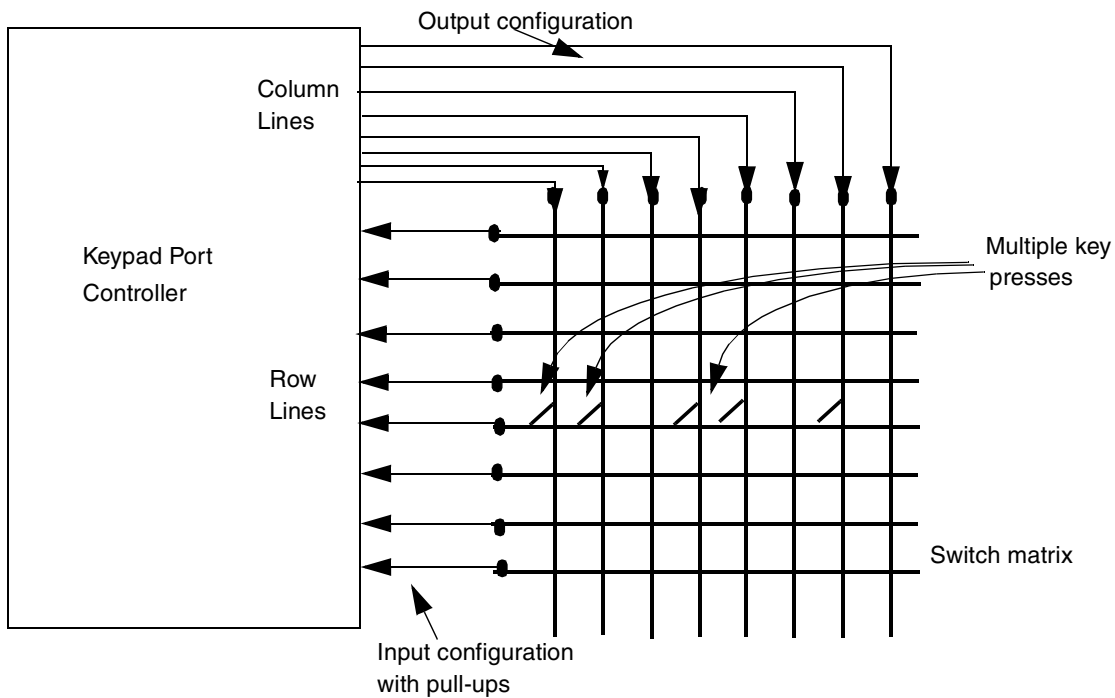 Output configuration
Column
Lines
Keypad Port
Controller
Multiple key
presses
Row
Lines
Switch matrix
Input configuration
with pull-ups